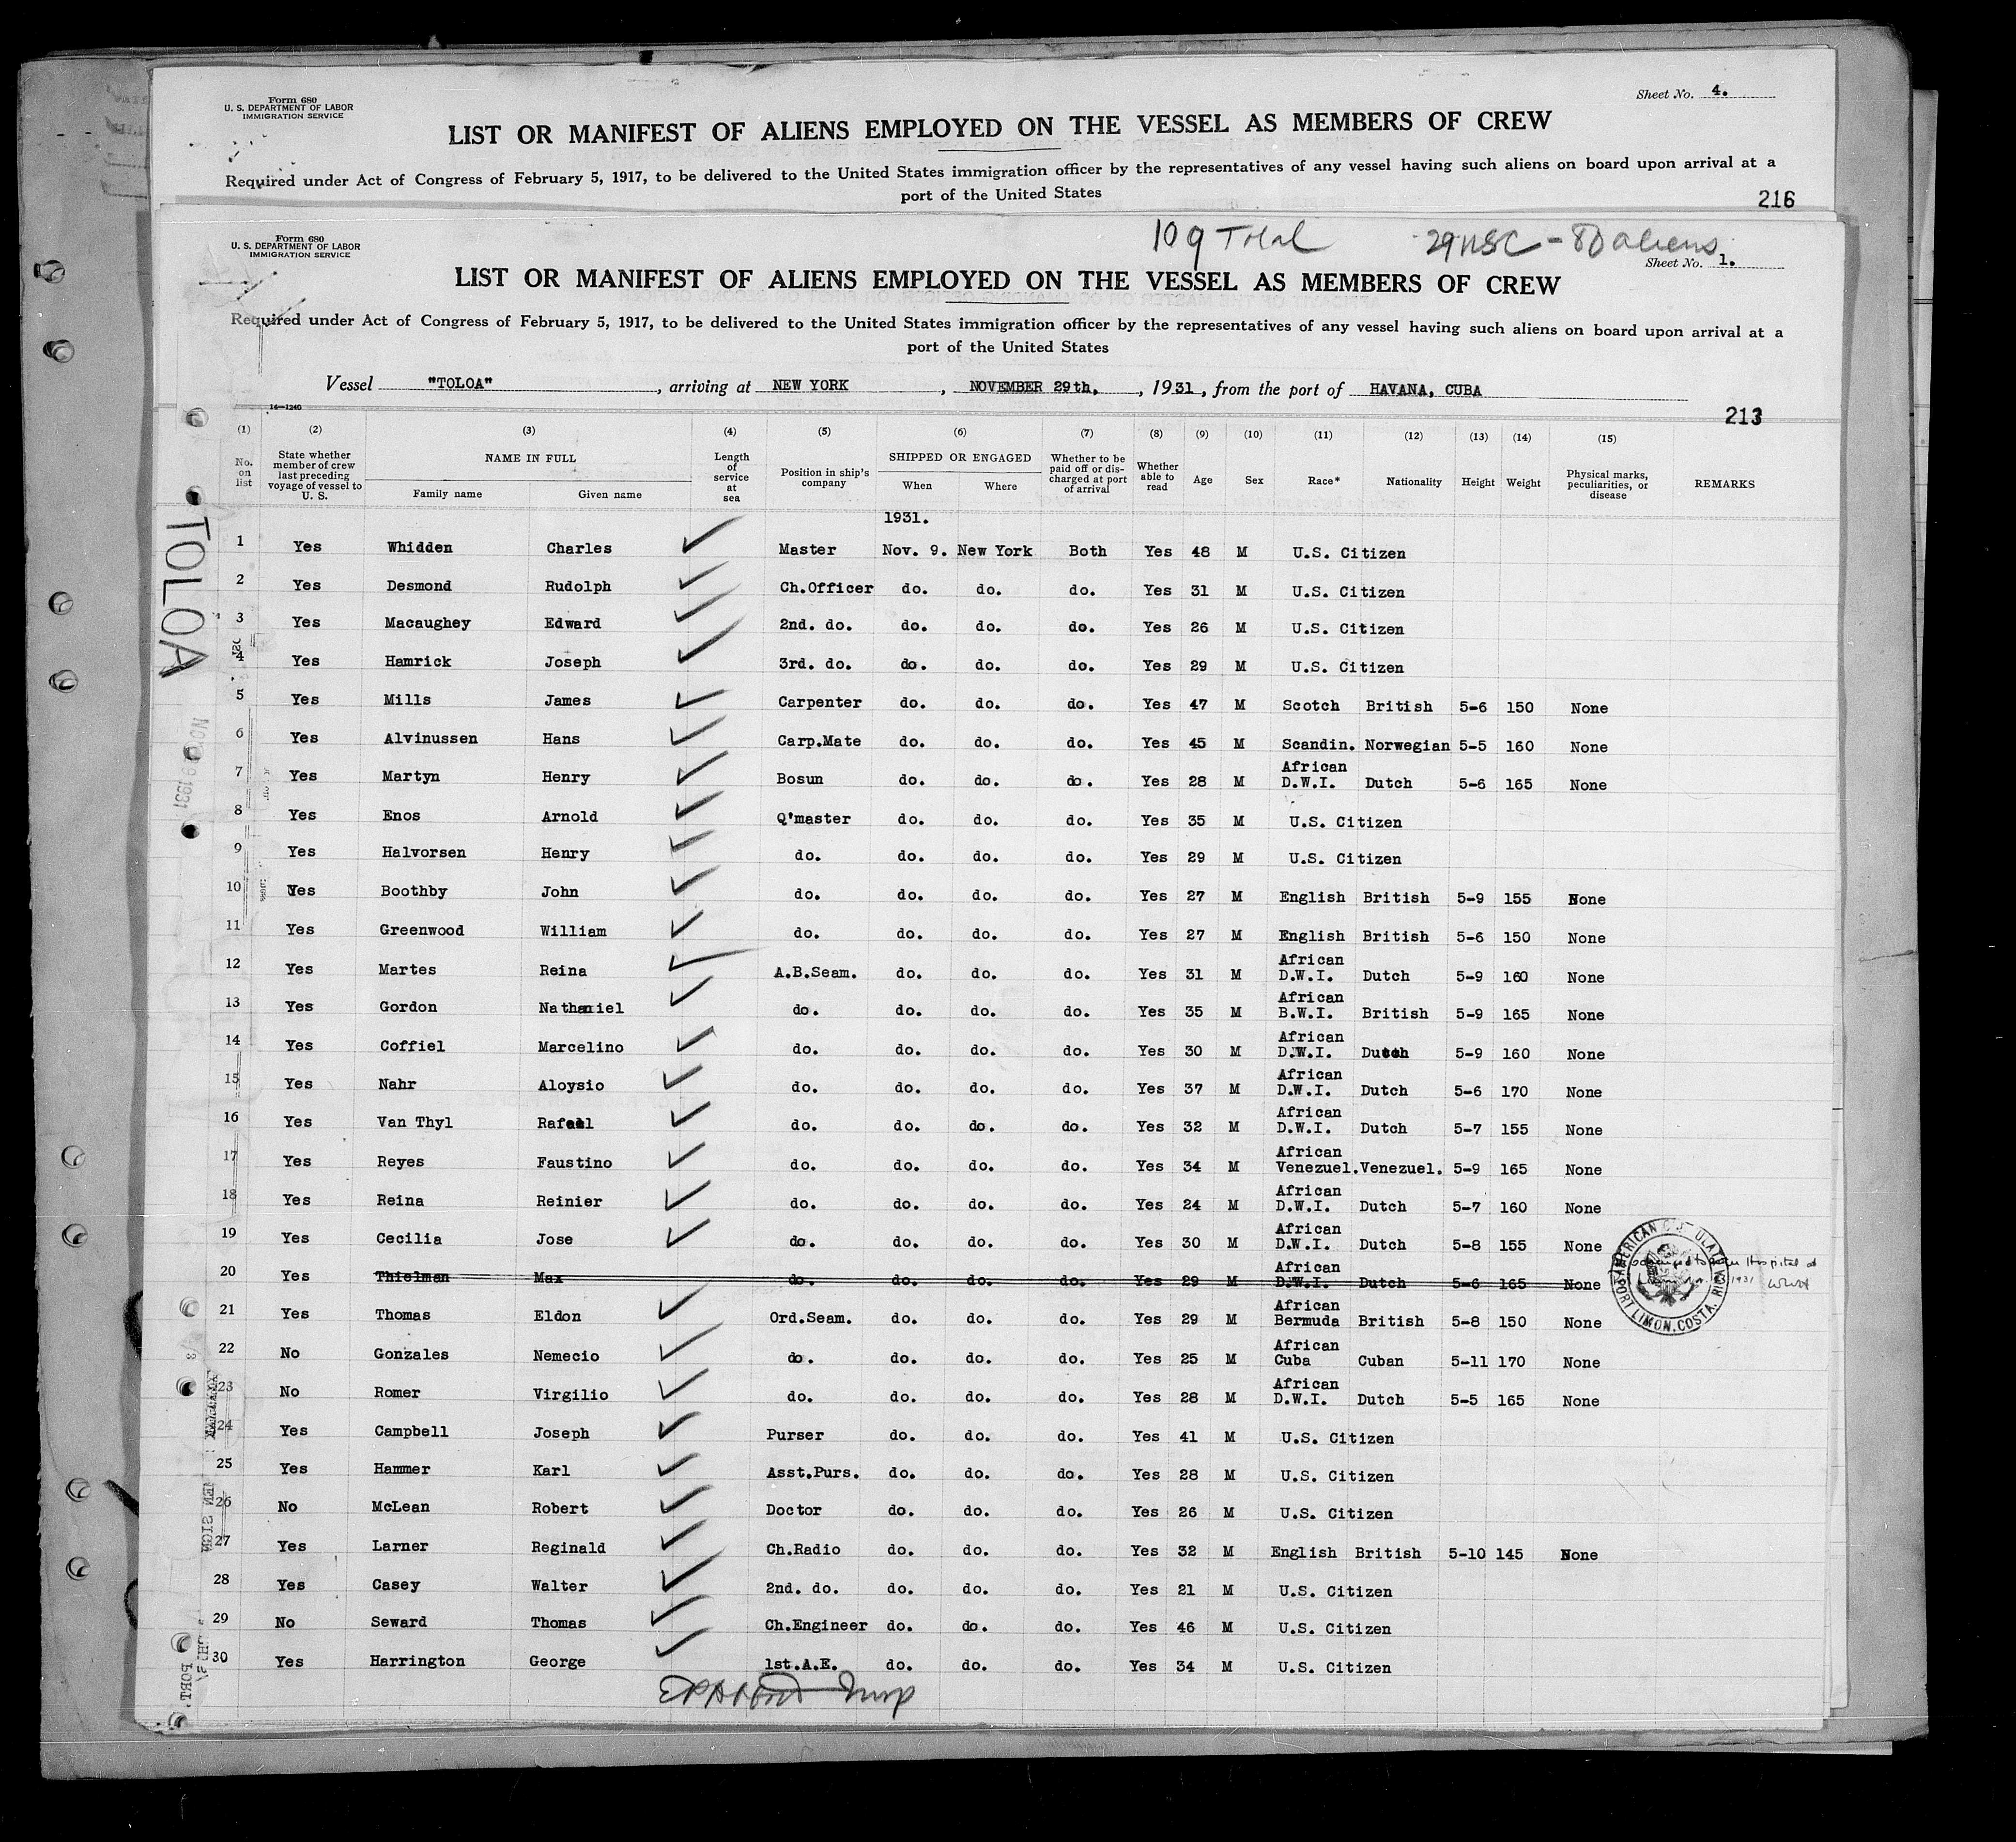 Form 680
U. S. DEPARTMENT OF LABOR
IMMIGRATION SERVICE
Sheet No. 4.
LIST OR MANIFEST OF ALIENS EMPLOYED ON THE VESSEL AS MEMBERS OF CREW
Required under Act of Congress of February 5, 1917, to be delivered to the United States immigration officer by the representatives of any vessel having such aliens on board upon arrival at a
port of the United States
216
109 Total 29 USC - 80 aliens
Form 680
U. S. DEPARTMENT OF LABOR
IMMIGRATION SERVICE
Sheet No. 1.
LIST OR MANIFEST OF ALIENS EMPLOYED ON THE VESSEL AS MEMBERS OF CREW
Required under Act of Congress of February 5, 1917, to be delivered to the United States immigration officer by the representatives of any vessel having such aliens on board upon arrival at a
port of the United States
Vessel "TOLOA", arriving at NEW YORK, NOVEMBER 29th, 1931, from the port of HAVANA, CUBA
16—1240
213
TOLOA
(1) (2) (3) (4) (5) (6) (7) (8) (9) (10) (11) (12) (13) (14) (15)
No. on list State whether member of crew last preceding voyage of vessel to U. S. NAME IN FULL Family name Given name Length of service at sea Position in ship's company SHIPPED OR ENGAGED When Where Whether to be paid off or discharged at port of arrival Whether able to read Age Sex Race* Nationality Height Weight Physical marks, peculiarities, or disease REMARKS
1931.
1 Yes Whidden Charles Master Nov. 9. New York Both Yes 48 M U.S. Citizen
2 Yes Desmond Rudolph Ch.Officer do. do. do. Yes 31 M U.S. Citizen
3 Yes Macaughey Edward 2nd. do. do. do. do. Yes 26 M U.S. Citizen
4 Yes Hamrick Joseph 3rd. do. do. do. do. Yes 29 M U.S. Citizen
5 Yes Mills James Carpenter do. do. do. Yes 47 M Scotch British 5-6 150 None
6 Yes Alvinussen Hans Carp.Mate do. do. do. Yes 45 M Scandin. Norwegian 5-5 160 None
7 Yes Martyn Henry Bosun do. do. do. Yes 28 M African D.W.I. Dutch 5-6 165 None
8 Yes Enos Arnold Q'master do. do. do. Yes 35 M U.S. Citizen
9 Yes Halvorsen Henry do. do. do. do. Yes 29 M U.S. Citizen
10 Yes Boothby John do. do. do. do. Yes 27 M English British 5-9 155 None
11 Yes Greenwood William do. do. do. do. Yes 27 M English British 5-6 150 None
12 Yes Martes Reina A.B.Seam. do. do. do. Yes 31 M African D.W.I. Dutch 5-9 160 None
13 Yes Gordon Nathaniel do. do. do. do. Yes 35 M African B.W.I. British 5-9 165 None
14 Yes Coffiel Marcelino do. do. do. do. Yes 30 M African D.W.I. Dutch 5-9 160 None
15 Yes Nahr Aloysio do. do. do. do. Yes 37 M African D.W.I. Dutch 5-6 170 None
16 Yes Van Thyl Rafael do. do. do. do. Yes 32 M African D.W.I. Dutch 5-7 155 None
17 Yes Reyes Faustino do. do. do. do. Yes 34 M African Venezuel. Venezuel. 5-9 165 None
18 Yes Reina Reinier do. do. do. do. Yes 24 M African D.W.I. Dutch 5-7 160 None
19 Yes Cecilia Jose do. do. do. do. Yes 30 M African D.W.I. Dutch 5-8 155 None
20 Yes Thielman Max do. do. do. do. Yes 29 M African D.W.I. Dutch 5-6 165 None
Hospital at
1931
AMERICAN PORT LIMON, COSTA RICA
21 Yes Thomas Eldon Ord.Seam. do. do. do. Yes 29 M African Bermuda British 5-8 150 None
22 No Gonzales Nemecio do. do. do. do. Yes 25 M African Cuba Cuban 5-11 170 None
23 No Romer Virgilio do. do. do. do. Yes 28 M African D.W.I. Dutch 5-5 165 None
24 Yes Campbell Joseph Purser do. do. do. Yes 41 M U.S. Citizen
25 Yes Hammer Karl Asst.Purs. do. do. do. Yes 28 M U.S. Citizen
26 No McLean Robert Doctor do. do. do. Yes 26 M U.S. Citizen
27 Yes Larner Reginald Ch.Radio do. do. do. Yes 32 M English British 5-10 145 None
28 Yes Casey Walter 2nd. do. do. do. do. Yes 21 M U.S. Citizen
29 No Seward Thomas Ch.Engineer do. do. do. Yes 46 M U.S. Citizen
30 Yes Harrington George 1st.A.E. do. do. do. Yes 34 M U.S. Citizen